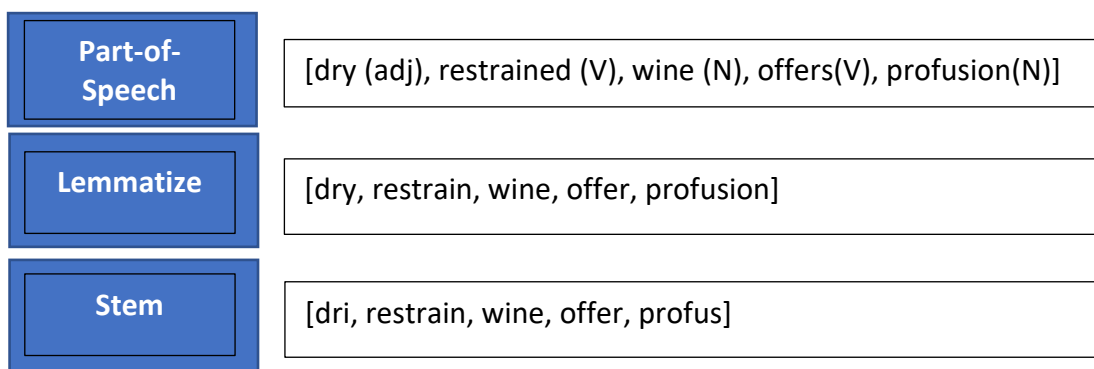 Part-of-
Speech
[dry (adj), restrained (V), wine (N), offers(V), profusion(N)]
Lemmatize
[dry, restrain, wine, offer, profusion]
Stem
[dri, restrain, wine, offer, profus]